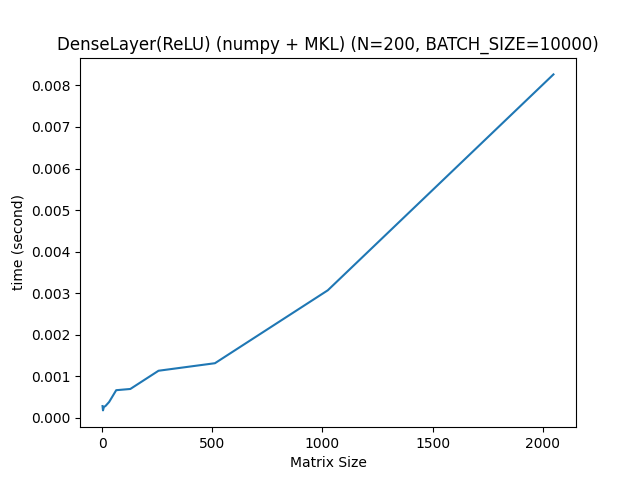 DenseLayer(ReLU) (numpy + MKL) (N=200, BATCH_SIZE=10000)
0.008
0.007
0.006
0.005
0.004
0.003
0.002
0.001
0.000
time (second)
0 500 1000 1500 2000
Matrix Size